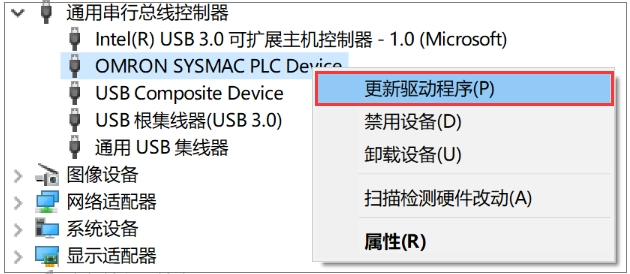 通用串行总线控制器
Intel(R) USB 3.0 可扩展主机控制器 - 1.0 (Microsoft)
OMRON SYSMAC PLC Device
更新驱动程序(P)
USB Composite Device
禁用设备(D)
USB 根集线器(USB 3.0)
卸载设备(U)
通用 USB 集线器
图像设备
扫描检测硬件改动(A)
网络适配器
系统设备
属性(R)
显示适配器